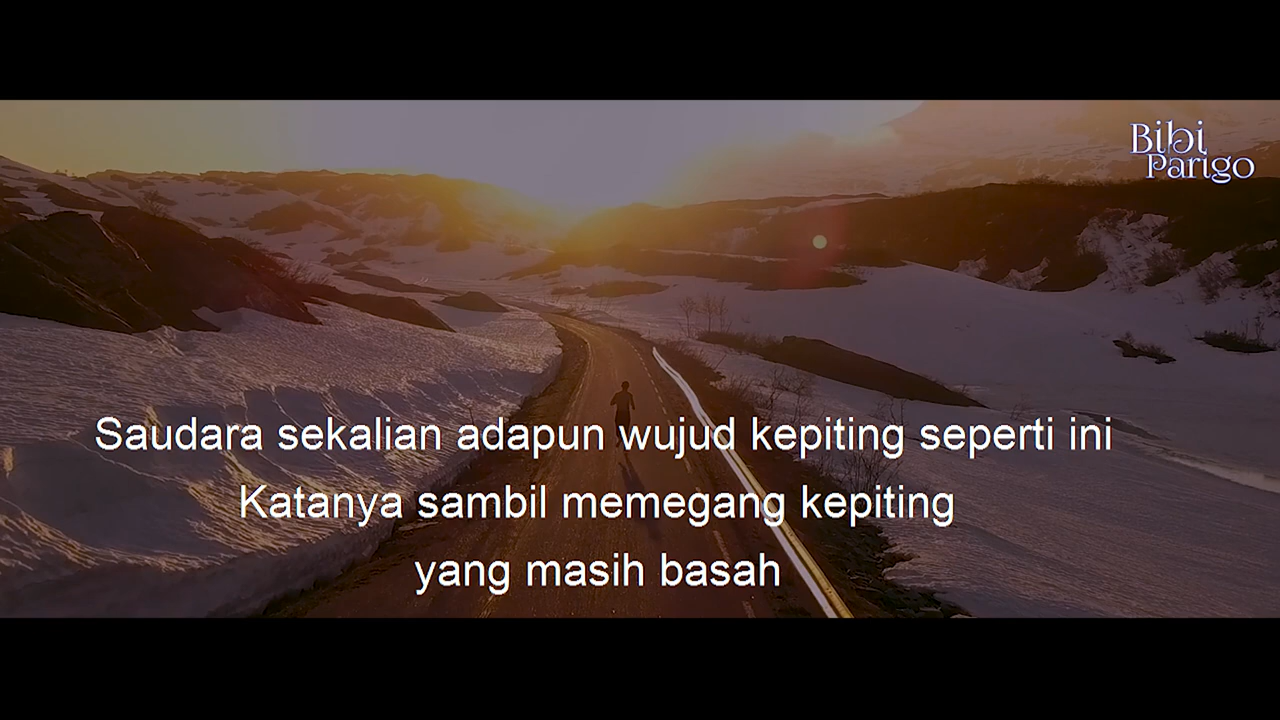 Bibi
Parigo
Saudara sekalian adapun wujud kepiting seperti ini
Katanya sambil memegang kepiting
yang masih basah